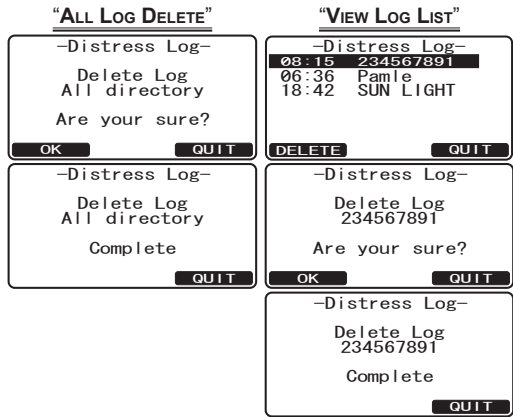 “ALL LOG DELETE”
–Distress Log–
Delete Log
All directory
Are your sure?
OK QUIT
–Distress Log–
Delete Log
All directory
Complete
QUIT
“VIEW LOG LIST”
–Distress Log–
08:15 234567891
06:36 Pamle
18:42 SUN LIGHT
DELETE QUIT
–Distress Log–
Delete Log
234567891
Are your sure?
OK QUIT
–Distress Log–
Delete Log
234567891
Complete
QUIT